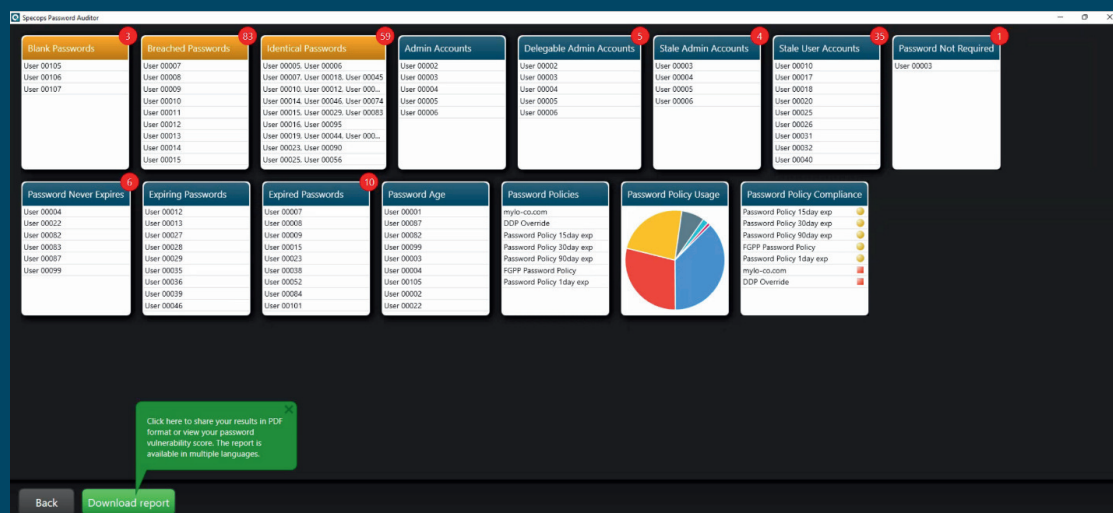 Specops Password Auditor
Blank Passwords
3
User 00105
User 00106
User 00107
Breached Passwords
83
User 00007
User 00008
User 00009
User 00010
User 00011
User 00012
User 00013
User 00014
User 00015
Identical Passwords
59
User 00005, User 00006
User 00007, User 00018, User 00045
User 00010, User 00012, User 000...
User 00014, User 00046, User 00074
User 00015, User 00029, User 00083
User 00016, User 00095
User 00019, User 00044, User 000...
User 00023, User 00090
User 00025, User 00056
Admin Accounts
User 00002
User 00003
User 00004
User 00005
User 00006
Delegable Admin Accounts
5
User 00002
User 00003
User 00004
User 00005
User 00006
Stale Admin Accounts
4
User 00003
User 00004
User 00005
User 00006
Stale User Accounts
35
User 00010
User 00017
User 00018
User 00020
User 00025
User 00026
User 00031
User 00032
User 00040
Password Not Required
1
User 00003
Password Never Expires
6
User 00004
User 00022
User 00082
User 00083
User 00087
User 00099
Expiring Passwords
User 00012
User 00013
User 00027
User 00028
User 00029
User 00035
User 00036
User 00039
User 00046
Expired Passwords
10
User 00007
User 00008
User 00009
User 00015
User 00023
User 00038
User 00052
User 00084
User 00101
Password Age
User 00001
User 00087
User 00082
User 00099
User 00003
User 00004
User 00105
User 00002
User 00022
Password Policies
mylo-co.com
DDP Override
Password Policy 15day exp
Password Policy 30day exp
Password Policy 90day exp
FGPP Password Policy
Password Policy 1day exp
Password Policy Usage
Password Policy Compliance
Password Policy 15day exp
Password Policy 30day exp
Password Policy 90day exp
FGPP Password Policy
Password Policy 1day exp
mylo-co.com
DDP Override
Click here to share your results in PDF
format or view your password
vulnerability score. The report is
available in multiple languages.
Back
Download report